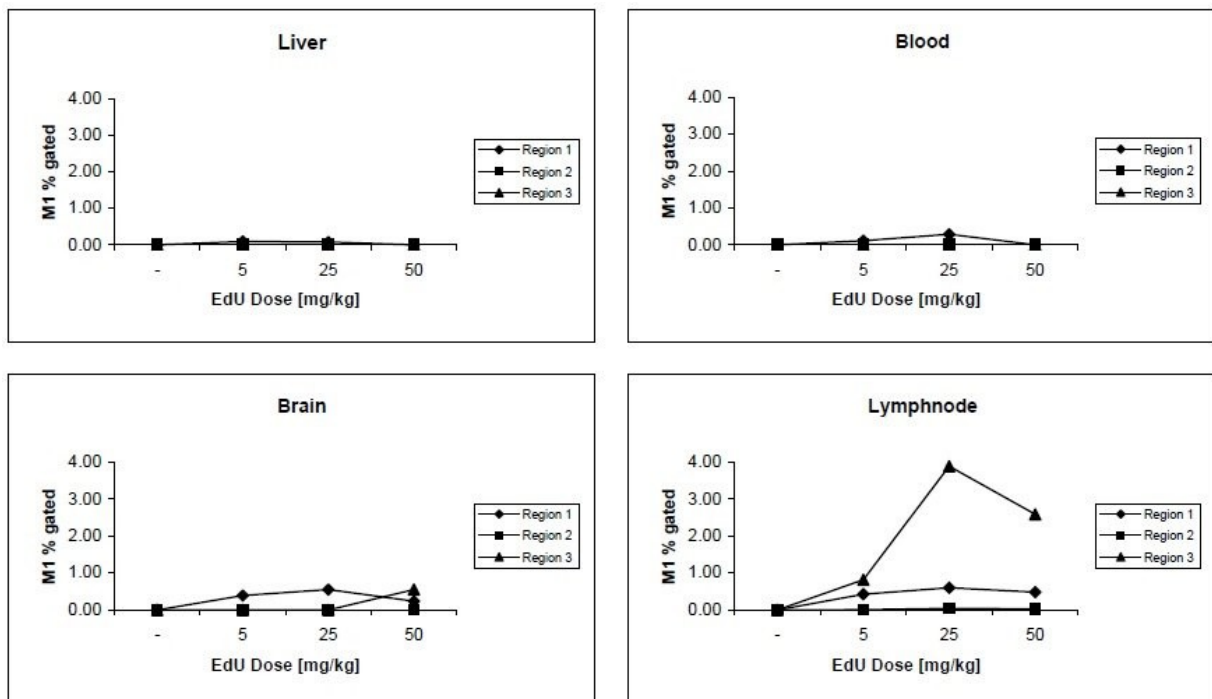 Liver
4.00
3.00
2.00
1.00
0.00
M1 % gated
- 5 25 50
EdU Dose [mg/kg]
Region 1
Region 2
Region 3
Blood
4.00
3.00
2.00
1.00
0.00
M1 % gated
- 5 25 50
EdU Dose [mg/kg]
Region 1
Region 2
Region 3
Brain
4.00
3.00
2.00
1.00
0.00
M1 % gated
- 5 25 50
EdU Dose [mg/kg]
Region 1
Region 2
Region 3
Lymphnode
4.00
3.00
2.00
1.00
0.00
M1 % gated
- 5 25 50
EdU Dose [mg/kg]
Region 1
Region 2
Region 3